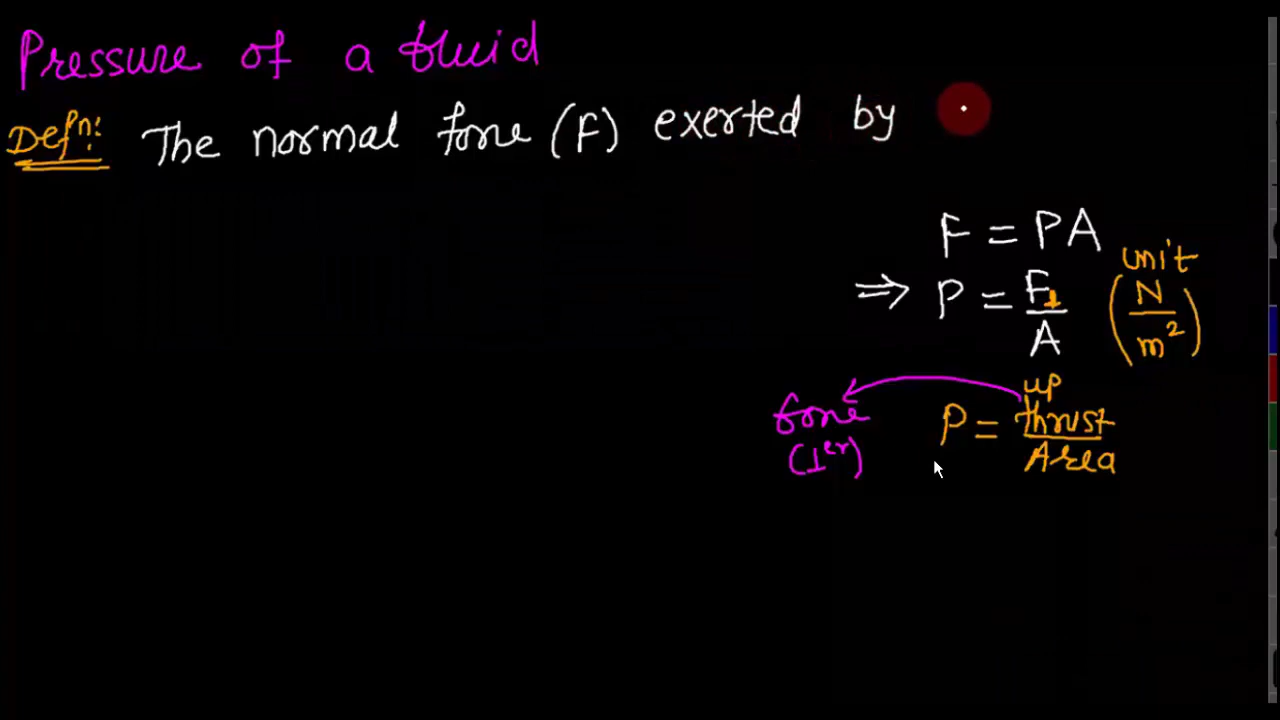 Pressure of a fluid
Defn: The normal force (F) exerted by
F = PA
⇒ P = F⊥/A (N/m²) unit
P = up thrust/Area
force (⊥er)